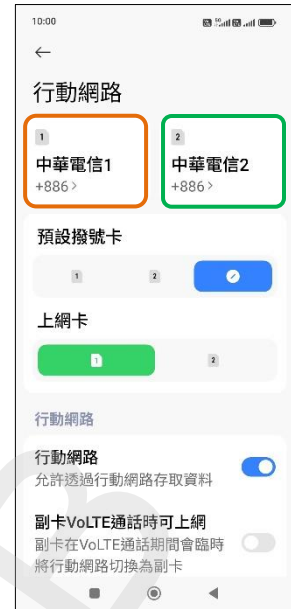 10:00
行動網路
1
中華電信1
+886 >
2
中華電信2
+886 >
預設撥號卡
1
2
上網卡
1
2
行動網路
行動網路
允許透過行動網路存取資料
副卡VoLTE通話時可上網
副卡在VoLTE通話期間會臨時
將行動網路切換為副卡